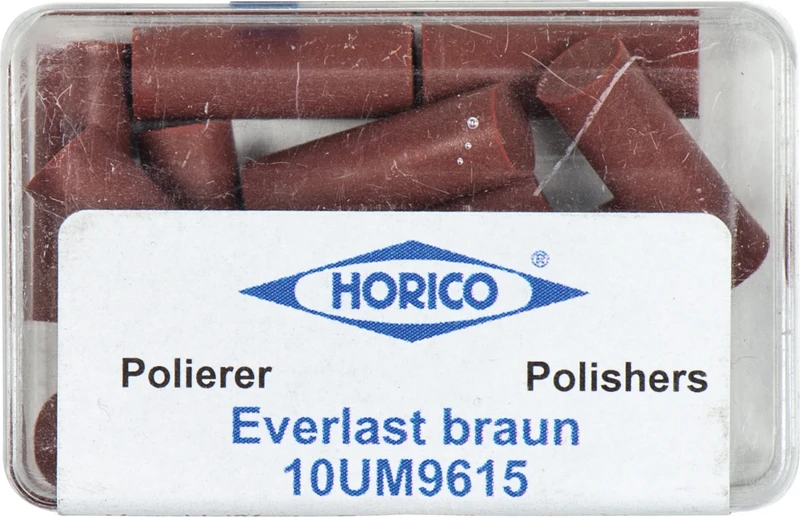 HORICO®
Polierer Polishers
Everlast braun
10UM9615